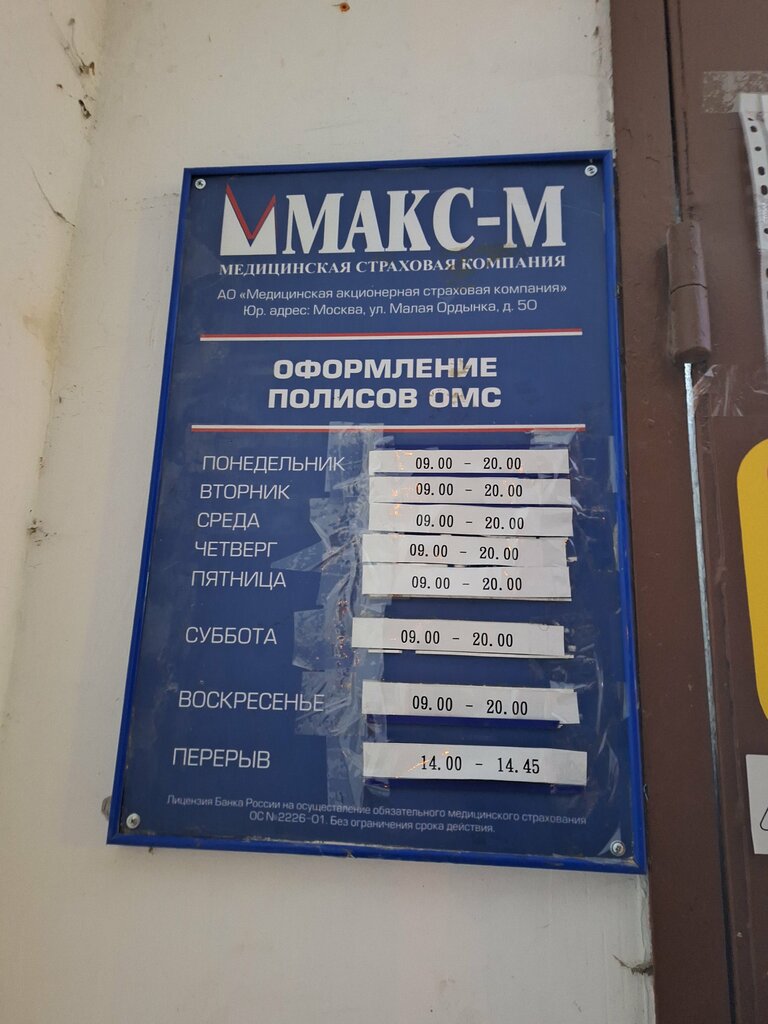 МАКС-М
МЕДИЦИНСКАЯ СТРАХОВАЯ КОМПАНИЯ
АО «Медицинская акционерная страховая компания»
Юр. адрес: Москва, ул. Малая Ордынка, д. 50
ОФОРМЛЕНИЕ
ПОЛИСОВ ОМС
ПОНЕДЕЛЬНИК 09.00 - 20.00
ВТОРНИК 09.00 - 20.00
СРЕДА 09.00 - 20.00
ЧЕТВЕРГ 09.00 - 20.00
ПЯТНИЦА 09.00 - 20.00
СУББОТА 09.00 - 20.00
ВОСКРЕСЕНЬЕ 09.00 - 20.00
ПЕРЕРЫВ 14.00 - 14.45
Лицензия Банка России на осуществление обязательного медицинского страхования
ОС №2226-01. Без ограничения срока действия.